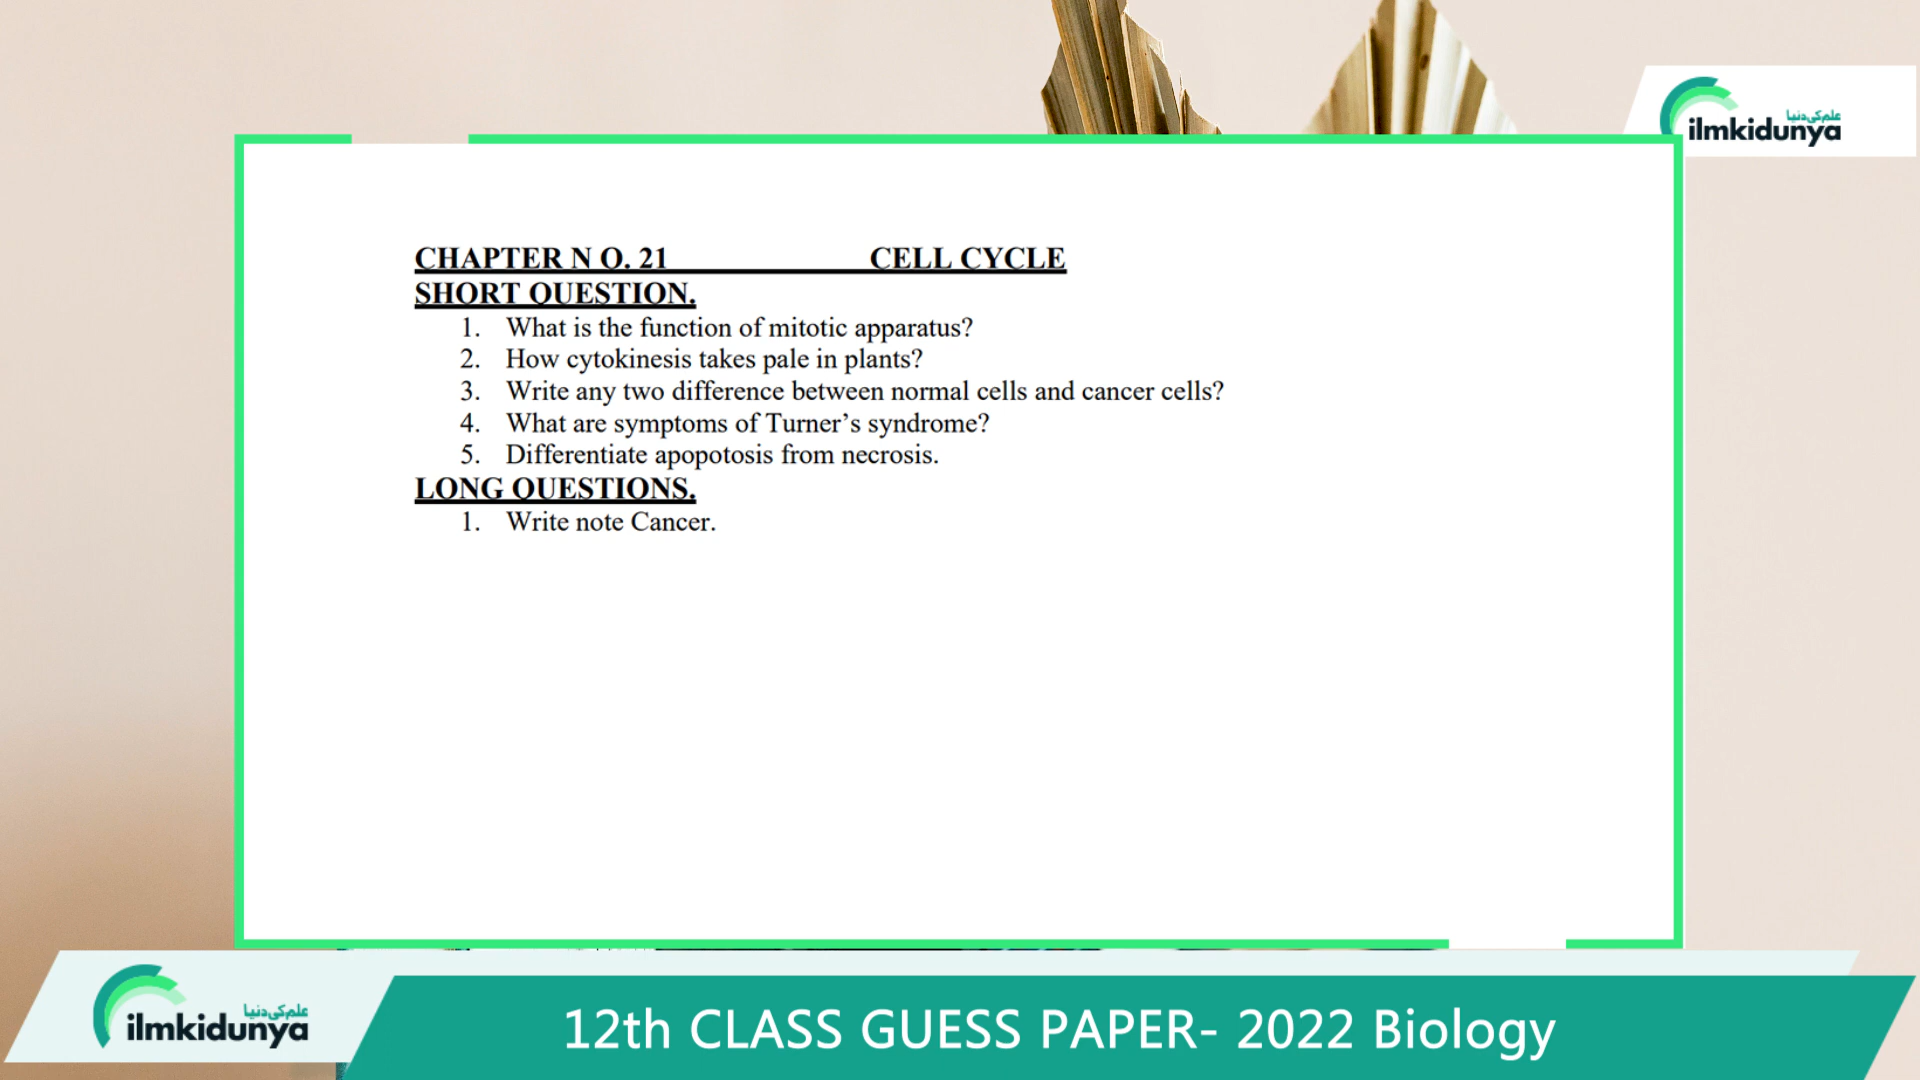 علم کی دنیا
ilmkidunya
CHAPTER N O. 21 CELL CYCLE
SHORT QUESTION.
1. What is the function of mitotic apparatus?
2. How cytokinesis takes pale in plants?
3. Write any two difference between normal cells and cancer cells?
4. What are symptoms of Turner’s syndrome?
5. Differentiate apopotosis from necrosis.
LONG QUESTIONS.
1. Write note Cancer.
علم کی دنیا
ilmkidunya
12th CLASS GUESS PAPER- 2022 Biology